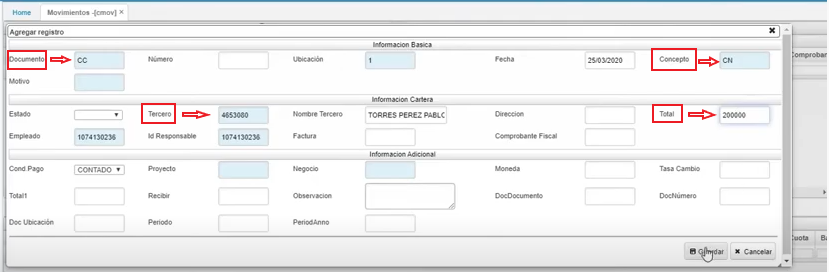 Home Movimientos -[cmov] ×
Agregar registro
Informacion Basica
Documento CC Número Ubicación 1 Fecha 25/03/2020 Concepto CN
Comprobar
Motivo
Informacion Cartera
Estado Tercero 4653080 Nombre Tercero TORRES PEREZ PABLO Direccion Total 200000
Empleado 1074130236 Id Responsable 1074130236 Factura Comprobante Fiscal
Informacion Adicional
Cond Pago CONTADO Proyecto Negocio Moneda Tasa Cambio
Total1 Recibir Observacion DocDocumento DocNúmero
Doc Ubicación Periodo PeriodAnno
Cuota Ba
Guardar Cancelar